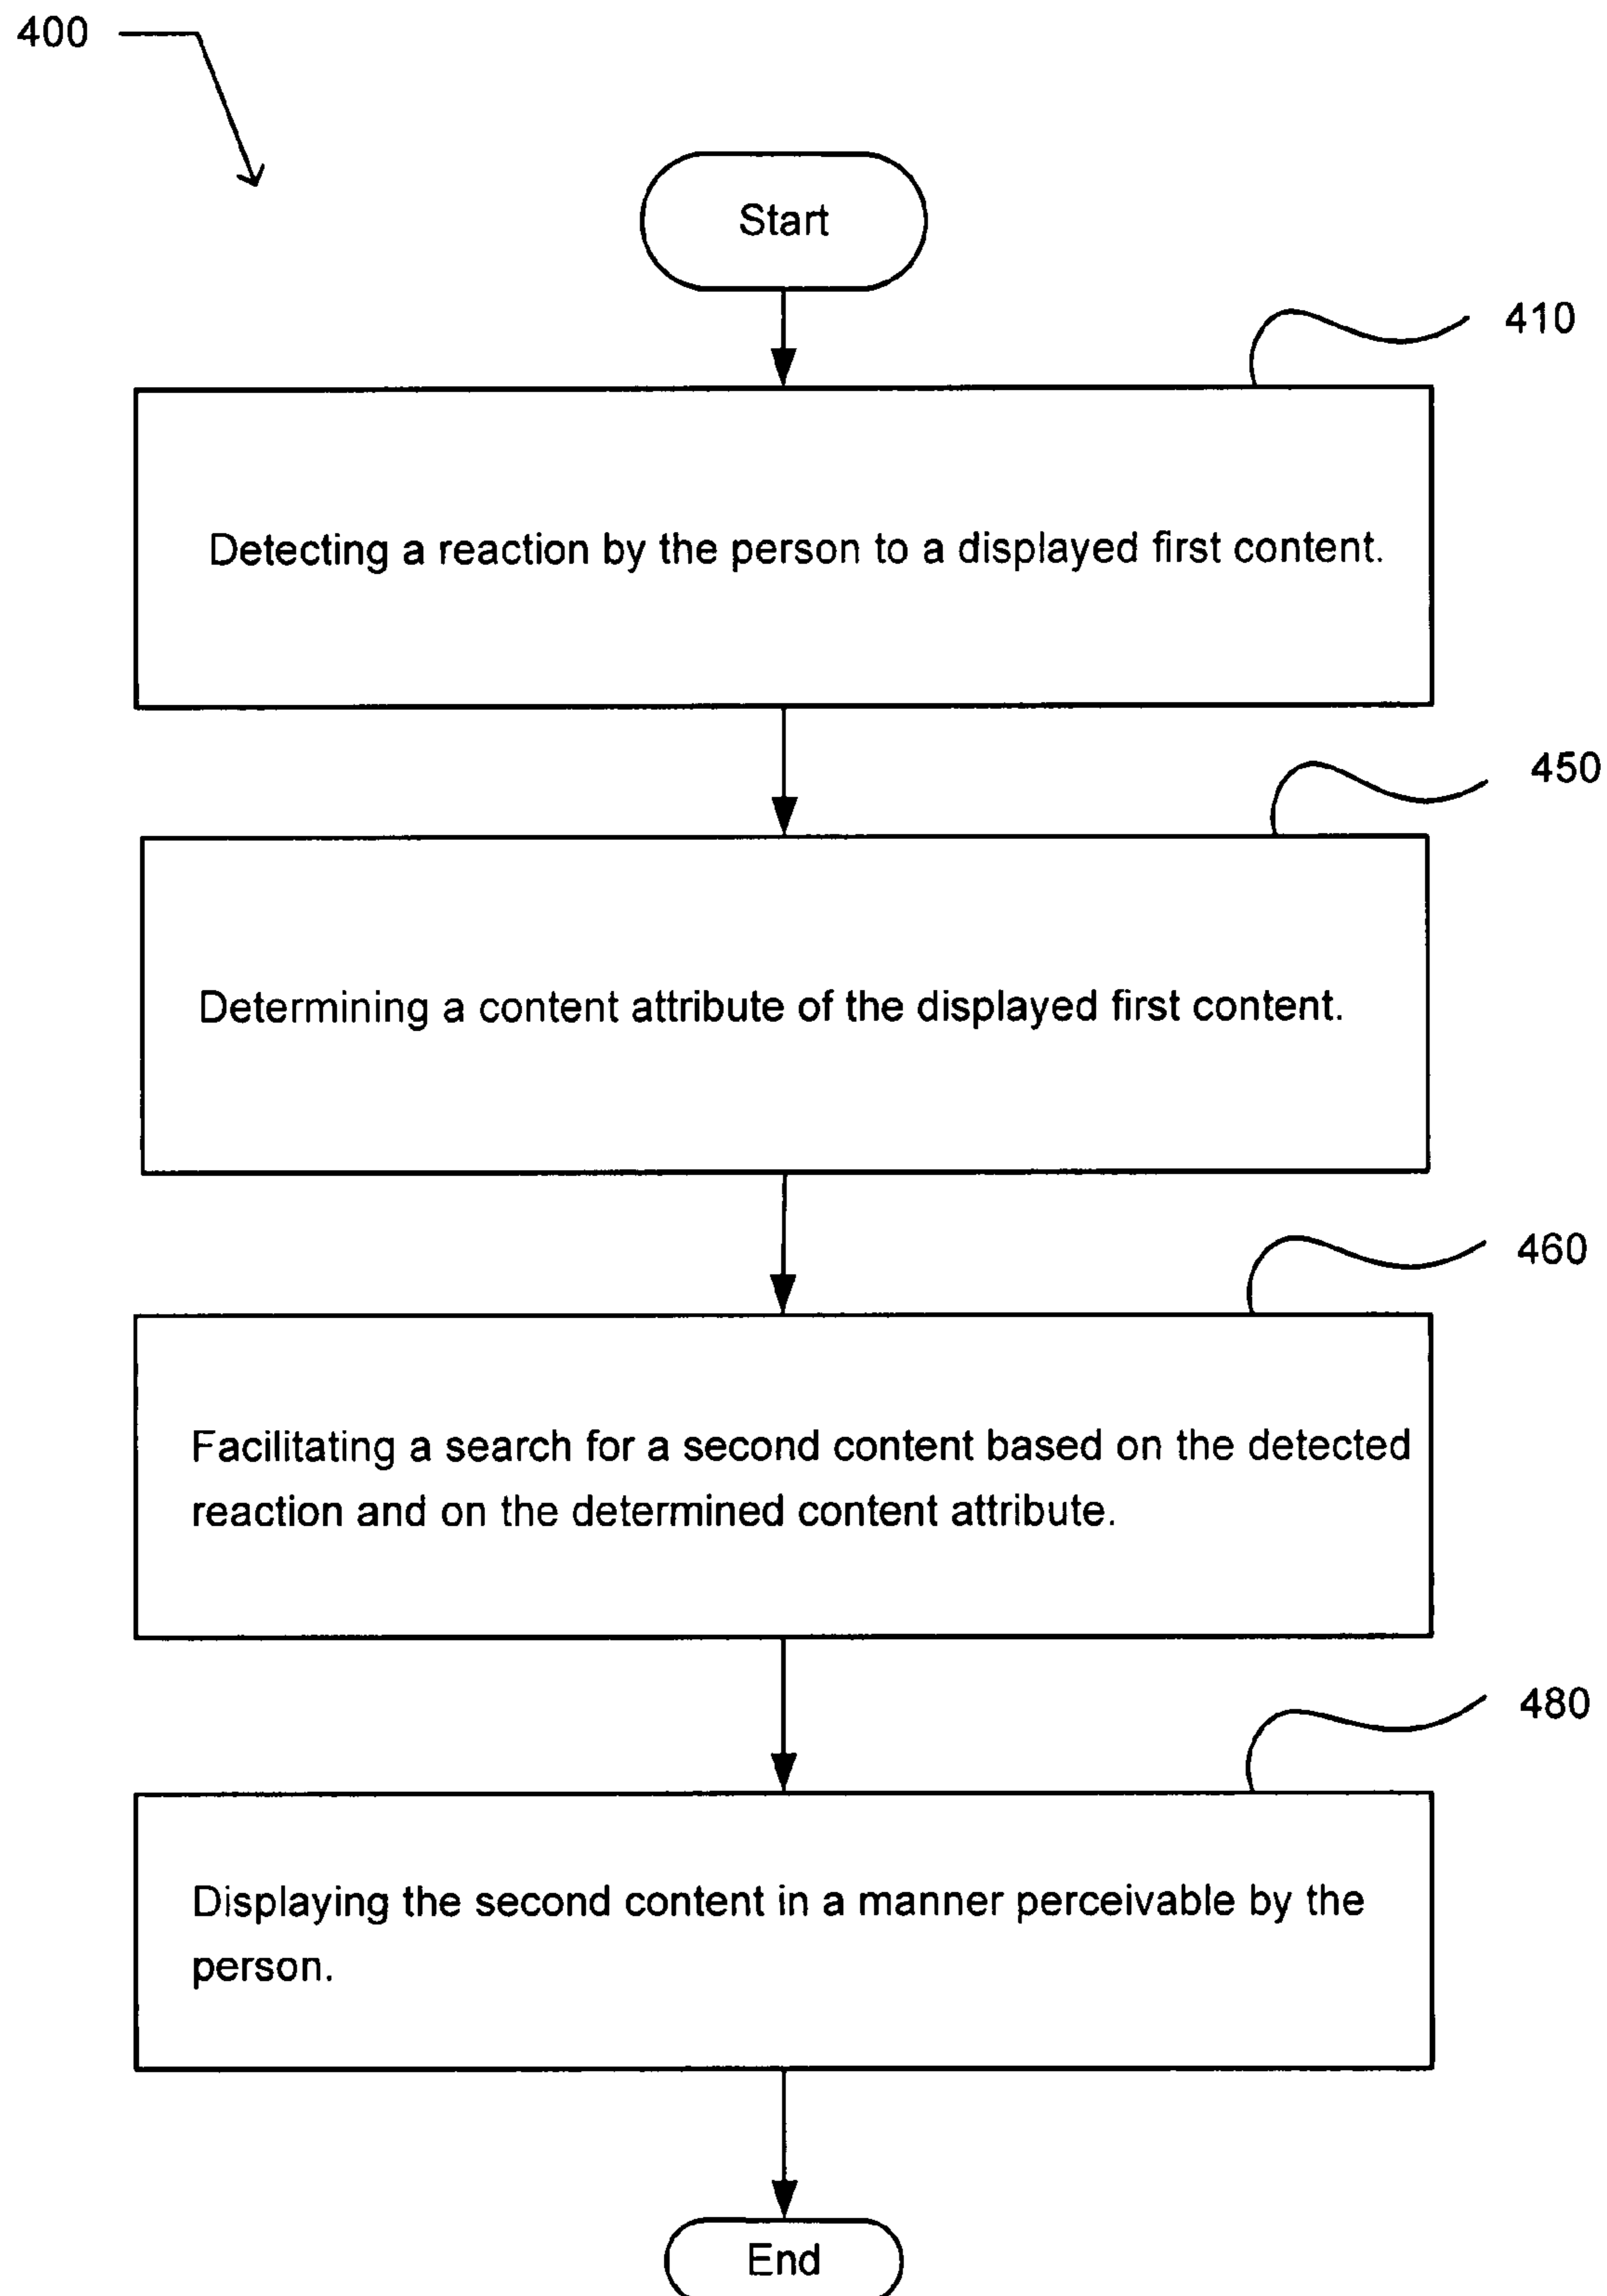 400
Start
410
Detecting a reaction by the person to a displayed first content.
450
Determining a content attribute of the displayed first content.
460
Facilitating a search for a second content based on the detected
reaction and on the determined content attribute.
480
Displaying the second content in a manner perceivable by the
person.
End